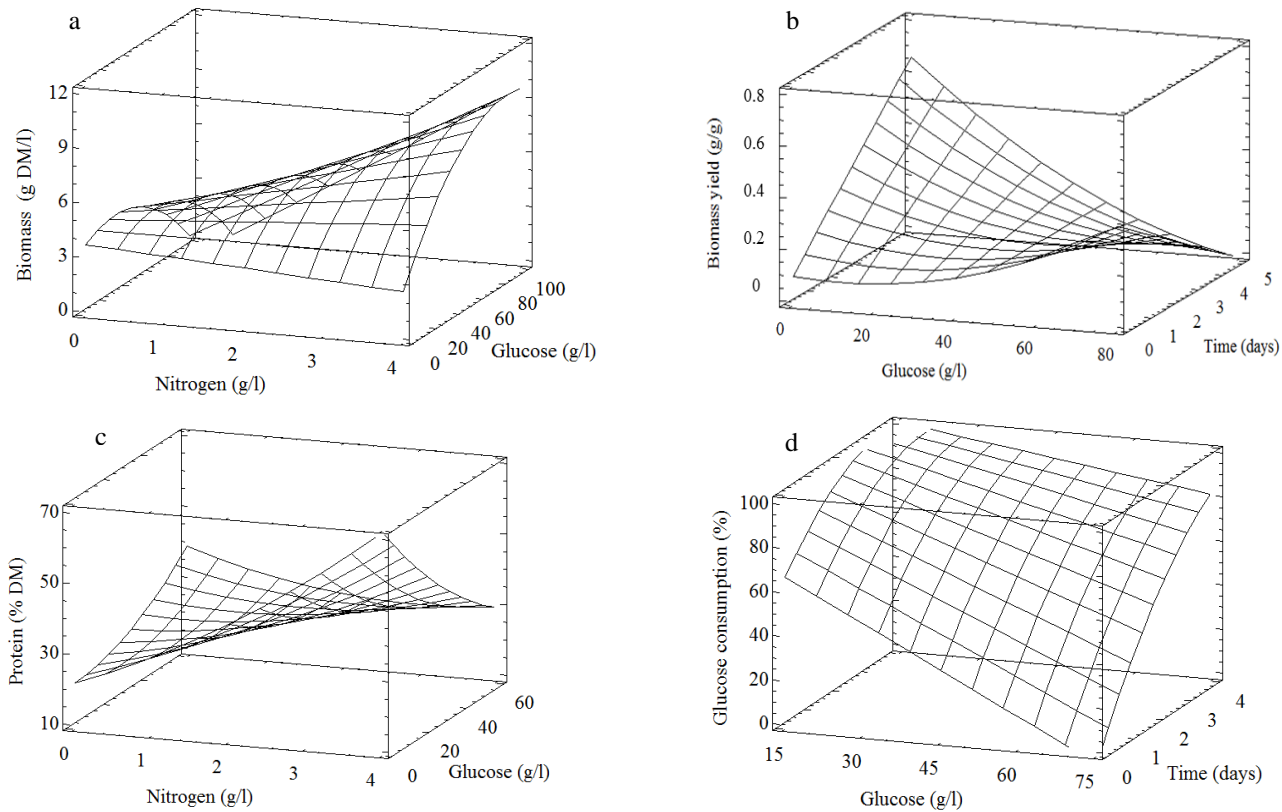 a
Biomass (g DM/l)
12
9
6
3
0
0 1 2 3 4
Nitrogen (g/l)
0 20 40 60 80 100
Glucose (g/l)
b
Biomass yield (g/g)
0.8
0.6
0.4
0.2
0
0 20 40 60 80
Glucose (g/l)
0 1 2 3 4 5
Time (days)
c
Protein (% DM)
70
50
30
10
0 1 2 3 4
Nitrogen (g/l)
0 20 40 60
Glucose (g/l)
d
Glucose consumption (%)
100
80
60
40
20
0
15 30 45 60 75
Glucose (g/l)
0 1 2 3 4
Time (days)